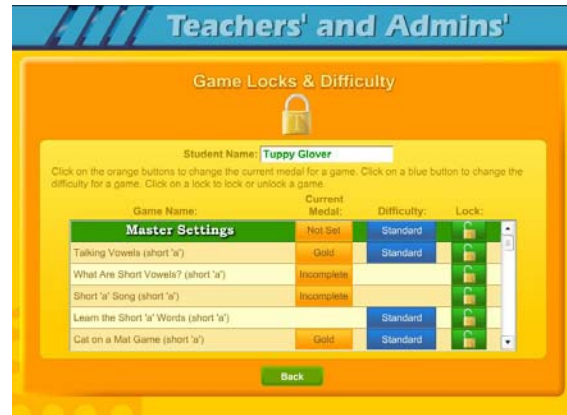 Teachers' and Admins'
Game Locks & Difficulty
T
Student Name: Tuppy Glover
Click on the orange buttons to change the current medal for a game. Click on a blue button to change the
difficulty for a game. Click on a lock to lock or unlock a game.
Game Name: Current Medal: Difficulty: Lock:
Master Settings Not Set Standard
Talking Vowels (short 'a') Gold Standard
What Are Short Vowels? (short 'a') Incomplete
Short 'a' Song (short 'a') Incomplete
Learn the Short 'a' Words (short 'a') Standard
Cat on a Mat Game (short 'a') Gold Standard
Back